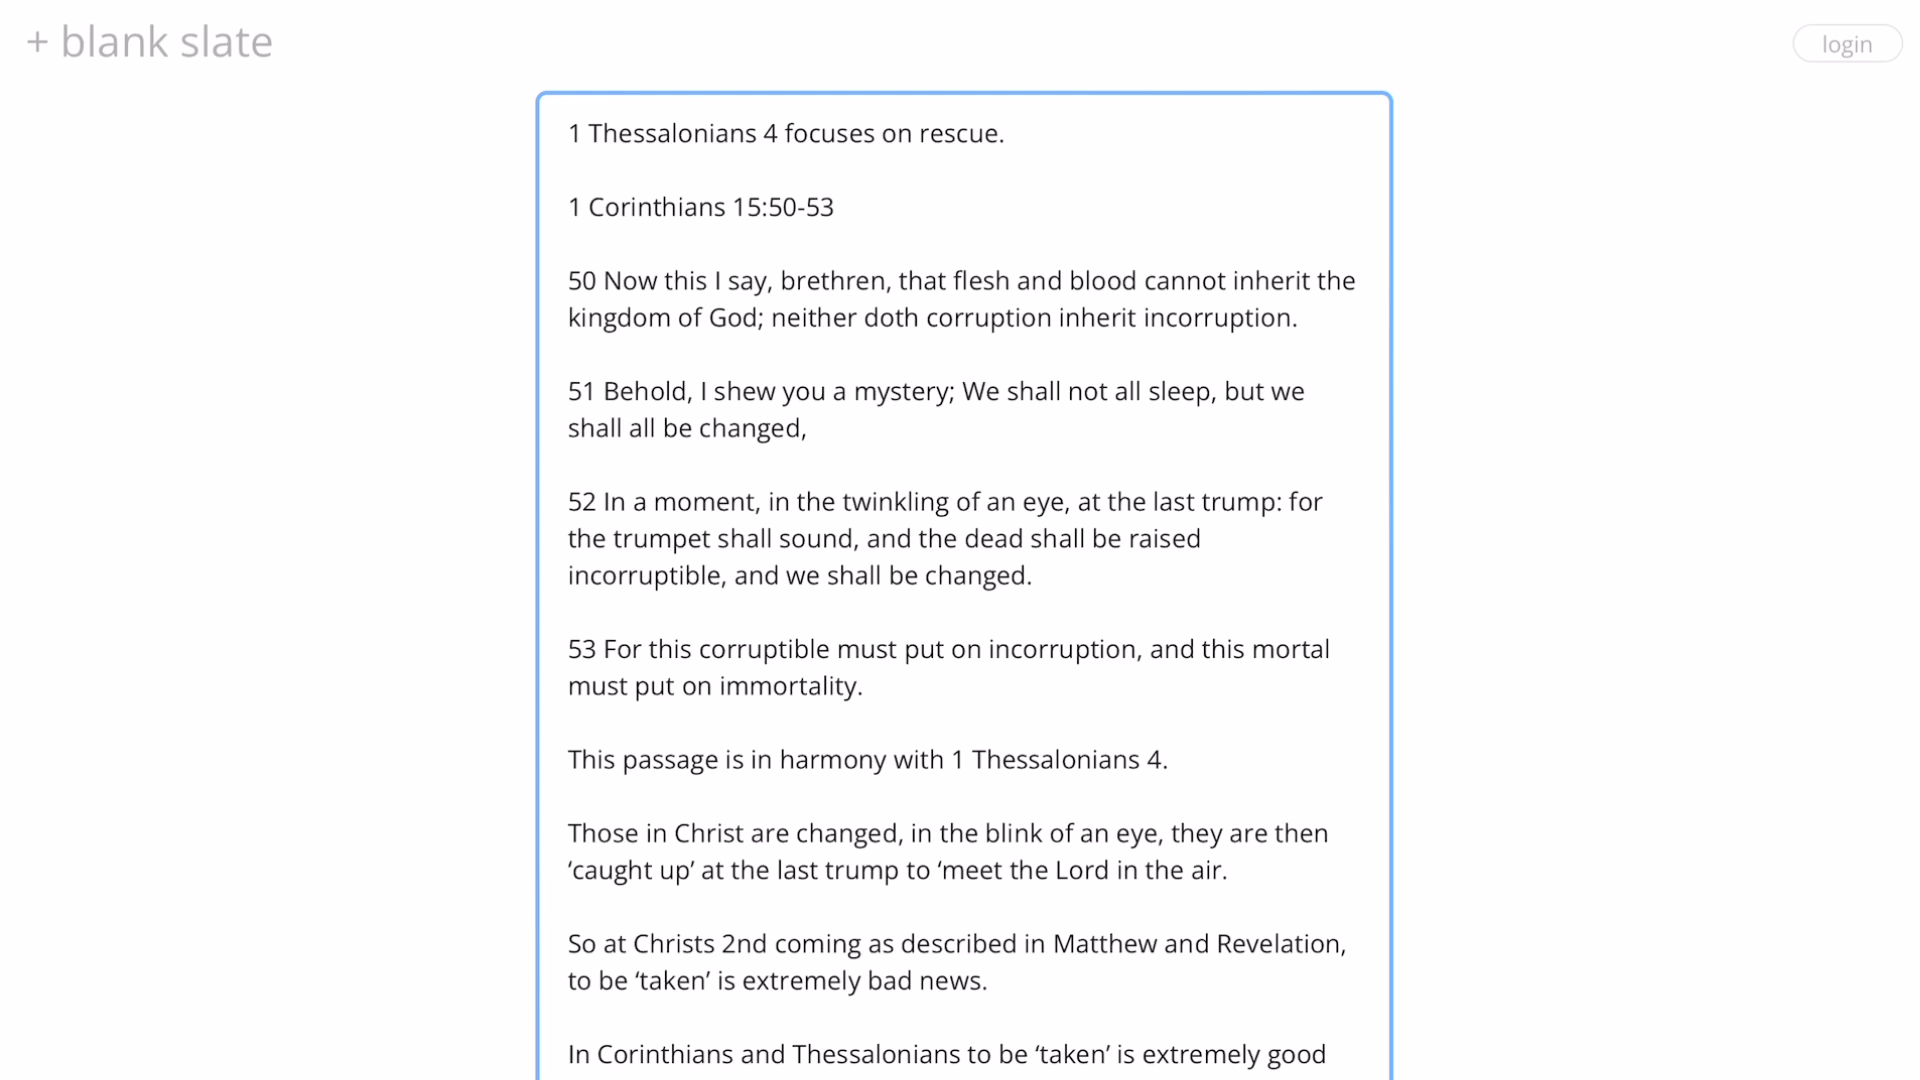 + blank slate
login
1 Thessalonians 4 focuses on rescue.
1 Corinthians 15:50-53
50 Now this I say, brethren, that flesh and blood cannot inherit the
kingdom of God; neither doth corruption inherit incorruption.
51 Behold, I shew you a mystery; We shall not all sleep, but we
shall all be changed,
52 In a moment, in the twinkling of an eye, at the last trump: for
the trumpet shall sound, and the dead shall be raised
incorruptible, and we shall be changed.
53 For this corruptible must put on incorruption, and this mortal
must put on immortality.
This passage is in harmony with 1 Thessalonians 4.
Those in Christ are changed, in the blink of an eye, they are then
‘caught up’ at the last trump to ‘meet the Lord in the air.
So at Christs 2nd coming as described in Matthew and Revelation,
to be ‘taken’ is extremely bad news.
In Corinthians and Thessalonians to be ‘taken’ is extremely good